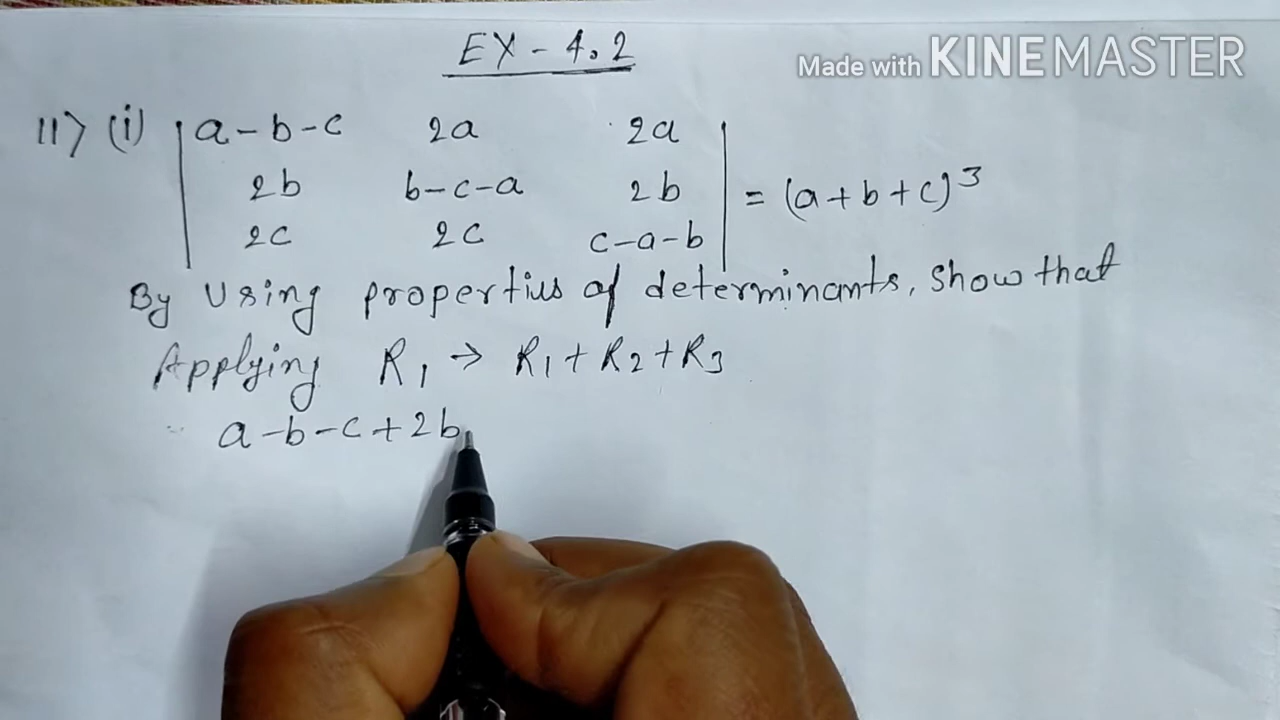 EX - 4.2
Made with KINEMASTER
11> (i) | a-b-c 2a 2a |
2b b-c-a 2b = (a+b+c)^3
2c 2c c-a-b
By Using properties of determinants, show that
Applying R1 → R1 + R2 + R3
a-b-c+2b